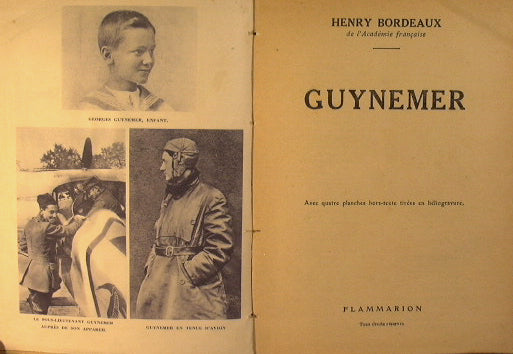 GEORGES GUYNEMER, ENFANT.
LE SOUS-LIEUTENANT GUYNEMER
AUPRÈS DE SON APPAREIL.
GUYNEMER EN TENUE D'AVION
HENRY BORDEAUX
de l'Académie française
GUYNEMER
Avec quatre planches hors-texte tirées en héliogravure.
FLAMMARION
Tous droits réservés